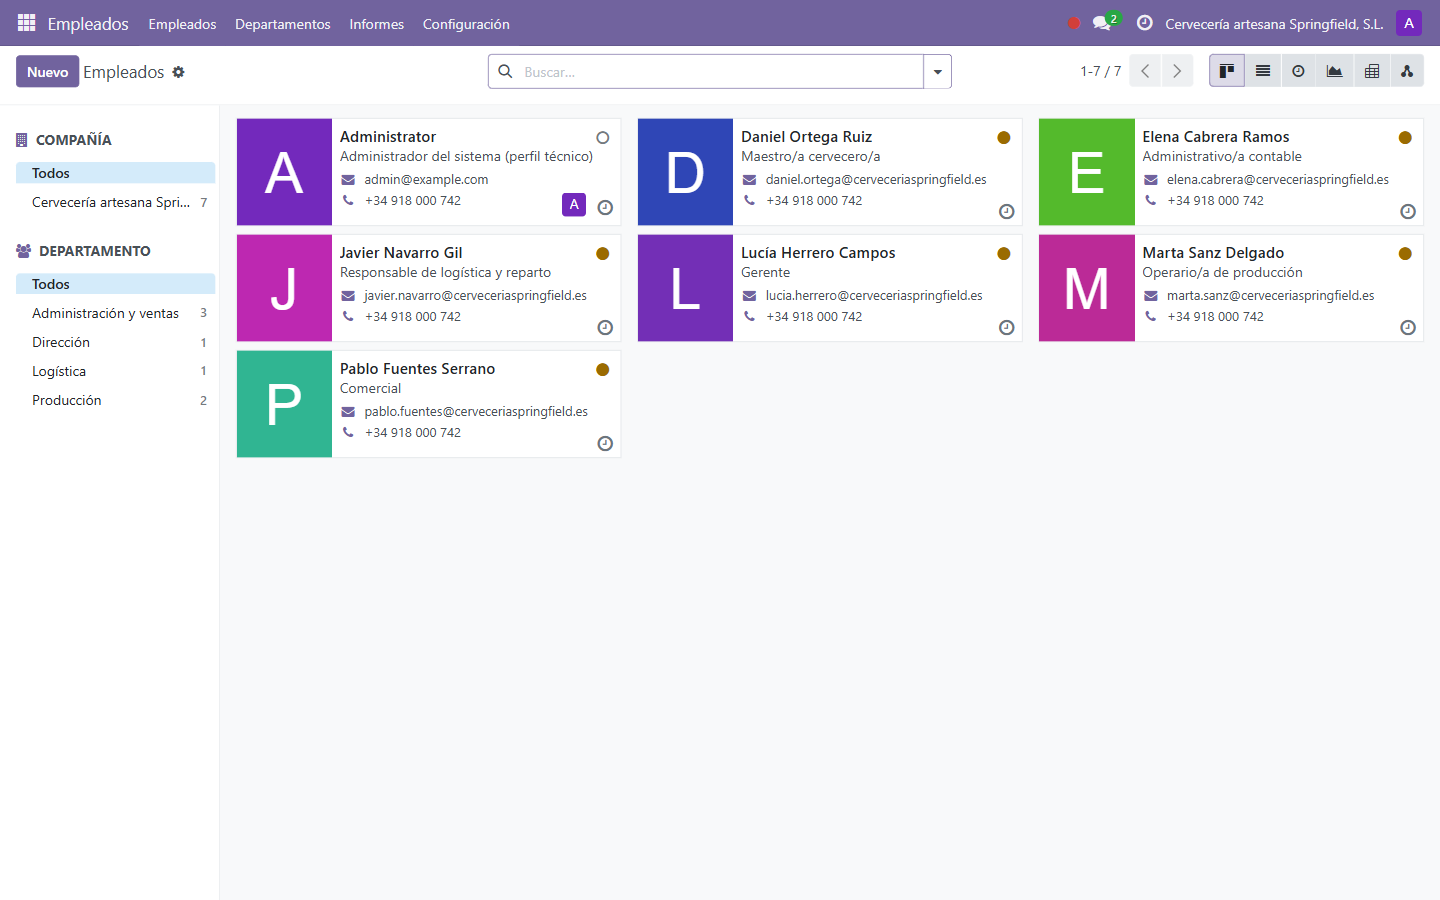 Empleados Empleados Departamentos Informes Configuración 2 Cervecería artesana Springfield, S.L. A
Nuevo Empleados Buscar... 1-7 / 7
COMPAÑÍA
Todos
Cervecería artesana Spri... 7
DEPARTAMENTO
Todos
Administración y ventas 3
Dirección 1
Logística 1
Producción 2
A
Administrator
Administrador del sistema (perfil técnico)
admin@example.com
+34 918 000 742
A
D
Daniel Ortega Ruiz
Maestro/a cervecero/a
daniel.ortega@cerveceriaspringfield.es
+34 918 000 742
E
Elena Cabrera Ramos
Administrativo/a contable
elena.cabrera@cerveceriaspringfield.es
+34 918 000 742
J
Javier Navarro Gil
Responsable de logística y reparto
javier.navarro@cerveceriaspringfield.es
+34 918 000 742
L
Lucía Herrero Campos
Gerente
lucia.herrero@cerveceriaspringfield.es
+34 918 000 742
M
Marta Sanz Delgado
Operario/a de producción
marta.sanz@cerveceriaspringfield.es
+34 918 000 742
P
Pablo Fuentes Serrano
Comercial
pablo.fuentes@cerveceriaspringfield.es
+34 918 000 742